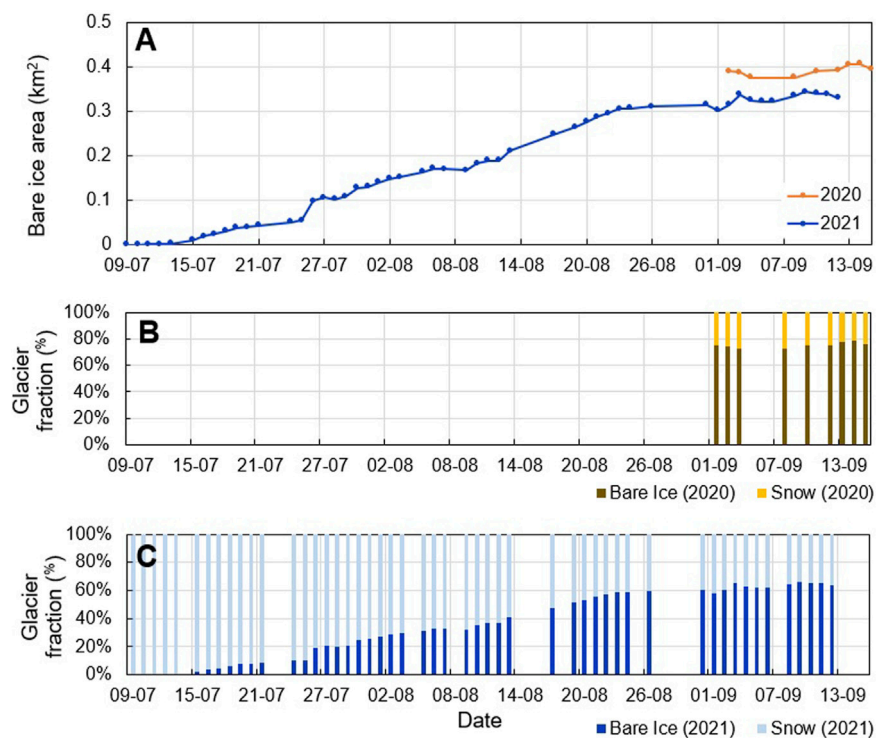 A
Bare ice area (km²)
0.5
0.4
0.3
0.2
0.1
0
2020
2021
09-07 15-07 21-07 27-07 02-08 08-08 14-08 20-08 26-08 01-09 07-09 13-09
B
Glacier
fraction (%)
100%
80%
60%
40%
20%
0%
09-07 15-07 21-07 27-07 02-08 08-08 14-08 20-08 26-08 01-09 07-09 13-09
Bare Ice (2020) Snow (2020)
C
Glacier
fraction (%)
100%
80%
60%
40%
20%
0%
09-07 15-07 21-07 27-07 02-08 08-08 14-08 20-08 26-08 01-09 07-09 13-09
Date
Bare Ice (2021) Snow (2021)